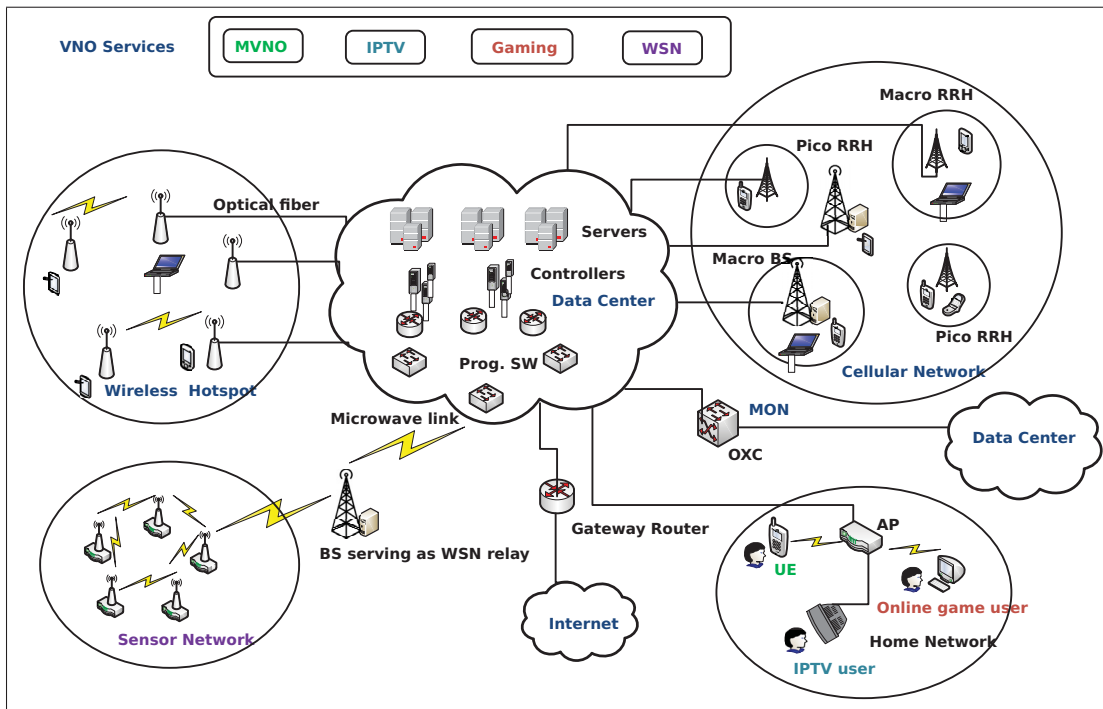 VNO Services
MVNO
IPTV
Gaming
WSN
Macro RRH
Pico RRH
Optical fiber
Servers
Controllers
Macro BS
Data Center
Prog. SW
Pico RRH
Cellular Network
Wireless Hotspot
Microwave link
MON
OXC
Data Center
BS serving as WSN relay
Gateway Router
AP
UE
Online game user
Sensor Network
Internet
Home Network
IPTV user